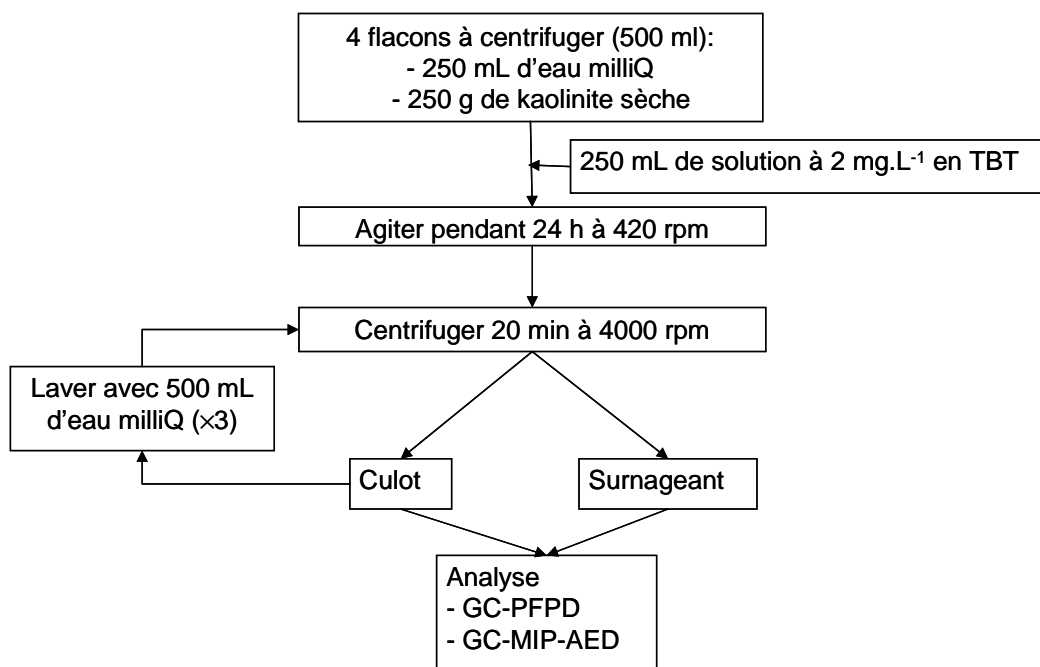 4 flacons à centrifuger (500 ml):
- 250 mL d'eau milliQ
- 250 g de kaolinite sèche
250 mL de solution à 2 mg.L⁻¹ en TBT
Agiter pendant 24 h à 420 rpm
Centrifuger 20 min à 4000 rpm
Laver avec 500 mL
d'eau milliQ (×3)
Culot
Surnageant
Analyse
- GC-PFPD
- GC-MIP-AED